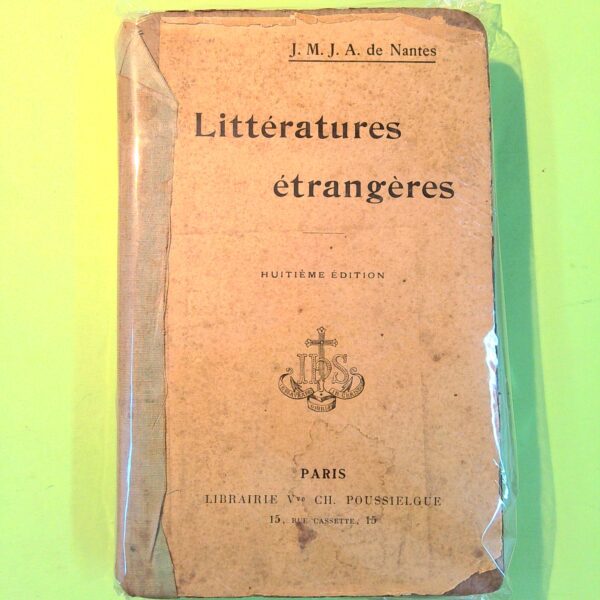 J. M. J. A. de Nantes
Littératures
étrangères
HUITIÈME ÉDITION
IHS
PARIS
LIBRAIRIE Vve CH. POUSSIELGUE
15, RUE CASSETTE, 15